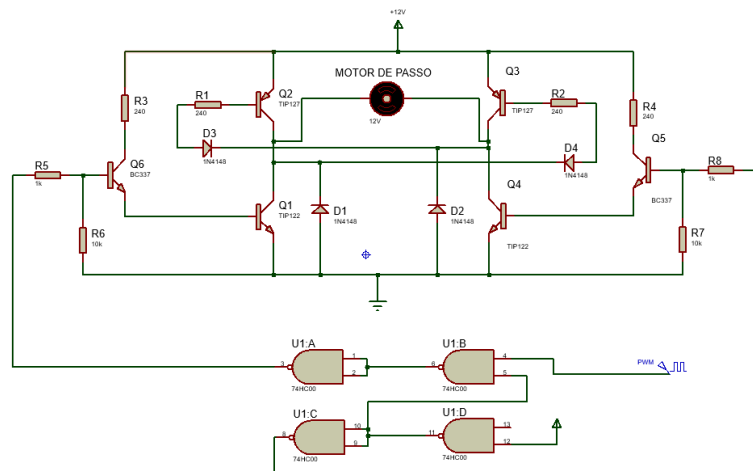 +12V
MOTOR DE PASSO
12V
Q2
TIP127
Q3
TIP127
R1
240
R2
240
R3
240
R4
240
D3
1N4148
D4
1N4148
Q6
BC337
Q5
BC337
R5
1k
R8
1k
Q1
TIP122
D1
1N4148
D2
1N4148
Q4
TIP122
R6
10k
R7
10k
U1:A
3
1
2
74HC00
U1:B
6
4
5
74HC00
PWM
U1:C
8
10
9
74HC00
U1:D
11
13
12
74HC00